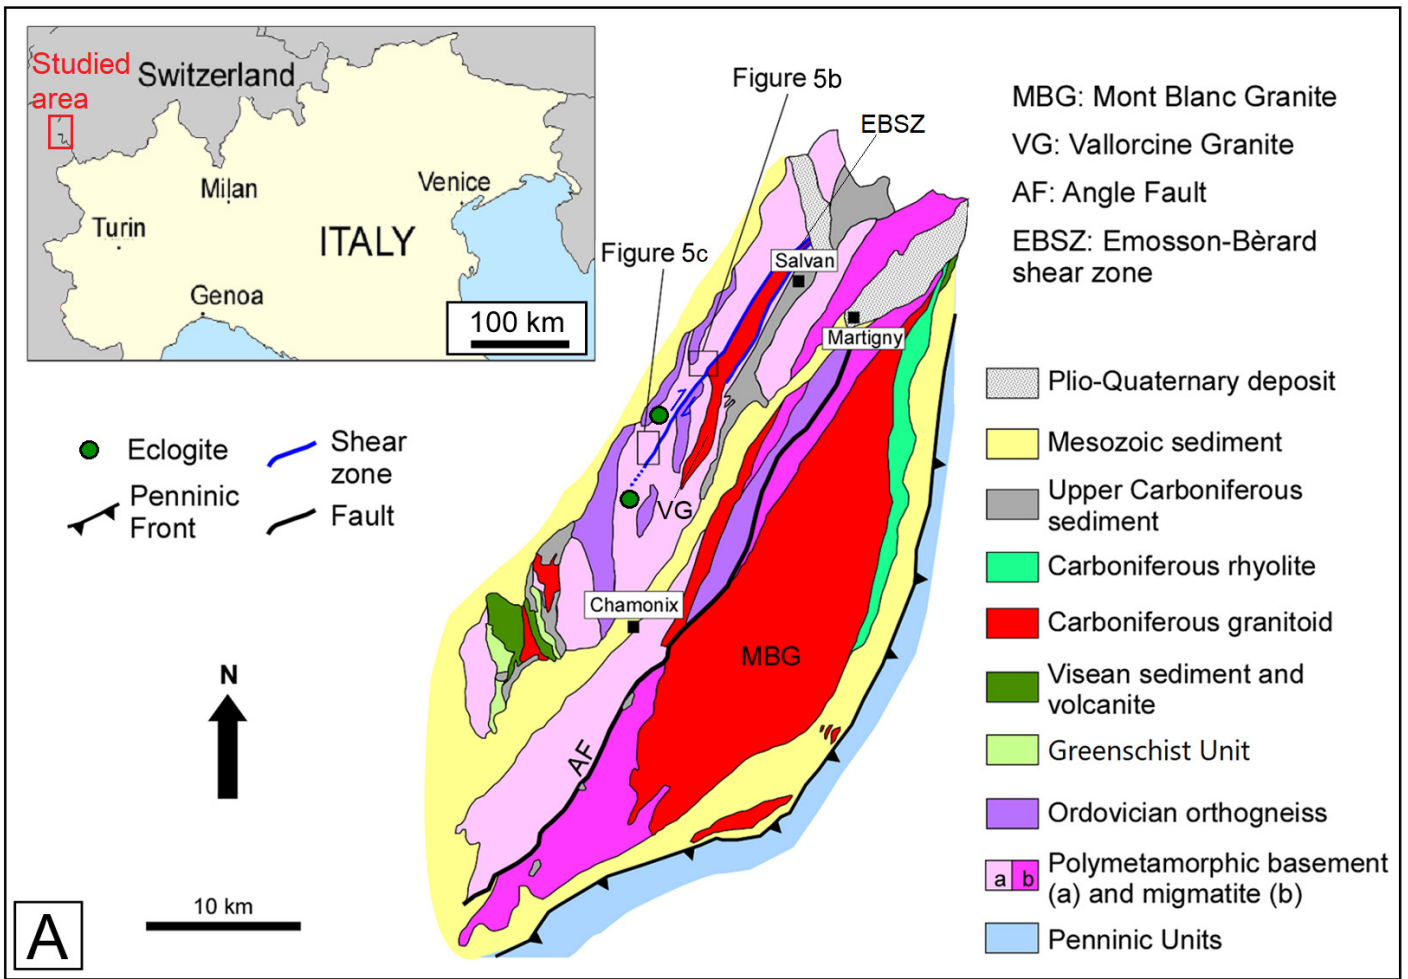 Studied
area
Switzerland
Milan
Venice
Turin
ITALY
Genoa
100 km
Figure 5b
EBSZ
Figure 5c
Salvan
Martigny
VG
Chamonix
MBG
AF
MBG: Mont Blanc Granite
VG: Vallorcine Granite
AF: Angle Fault
EBSZ: Emosson-Bèrard
shear zone
Eclogite
Shear
zone
Penninic
Front
Fault
N
10 km
A
Plio-Quaternary deposit
Mesozoic sediment
Upper Carboniferous
sediment
Carboniferous rhyolite
Carboniferous granitoid
Visean sediment and
volcanite
Greenschist Unit
Ordovician orthogneiss
a b Polymetamorphic basement
(a) and migmatite (b)
Penninic Units